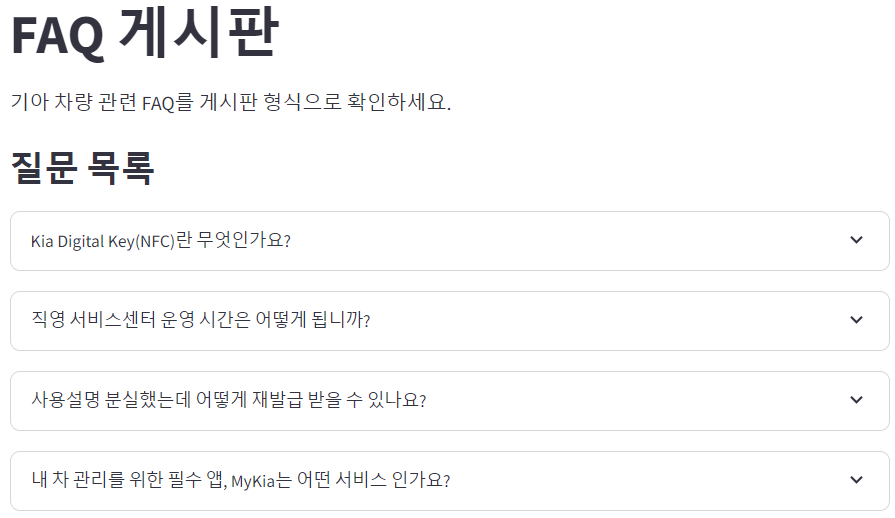 FAQ 게시판
기아 차량 관련 FAQ를 게시판 형식으로 확인하세요.
질문 목록
Kia Digital Key(NFC)란 무엇인가요?
직영 서비스센터 운영 시간은 어떻게 됩니까?
사용설명 분실했는데 어떻게 재발급 받을 수 있나요?
내 차 관리를 위한 필수 앱, MyKia는 어떤 서비스 인가요?